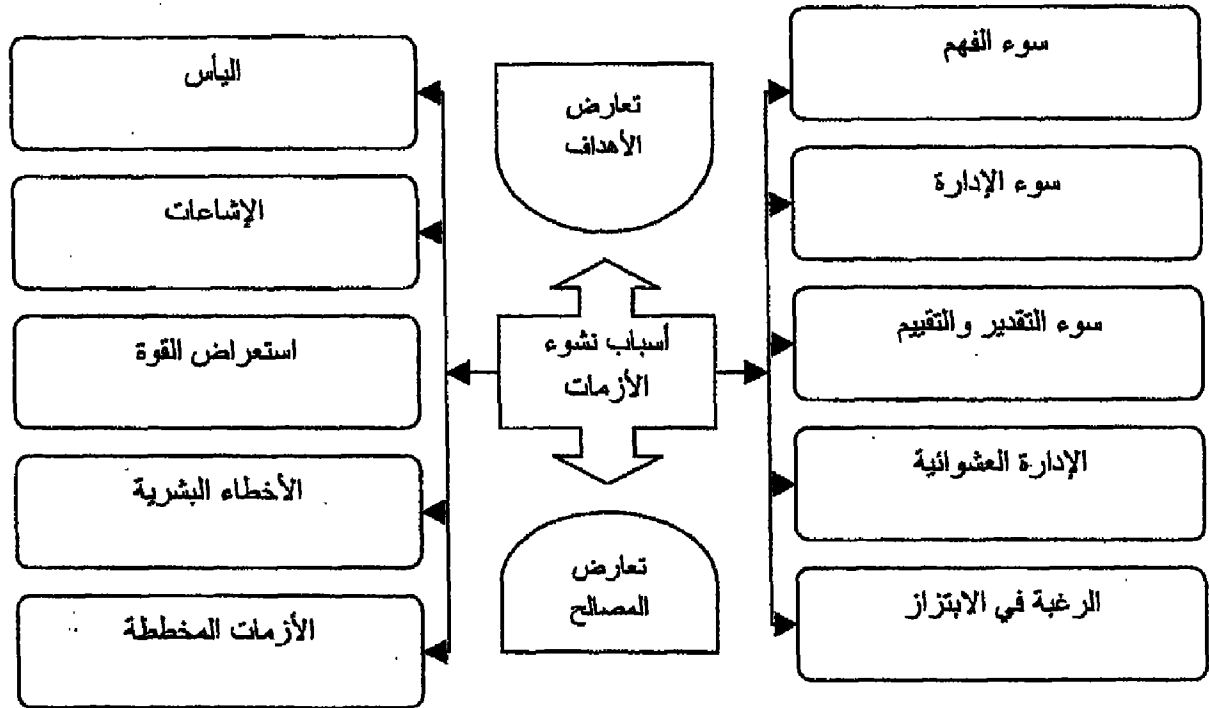 سوء الفهم
سوء الإدارة
سوء التقدير والتقييم
الإدارة العشوائية
الرغبة في الابتزاز
تعارض
الأهداف
أسباب نشوء
الأزمات
تعارض
المصالح
اليأس
الإشاعات
استعراض القوة
الأخطاء البشرية
الأزمات المخططة